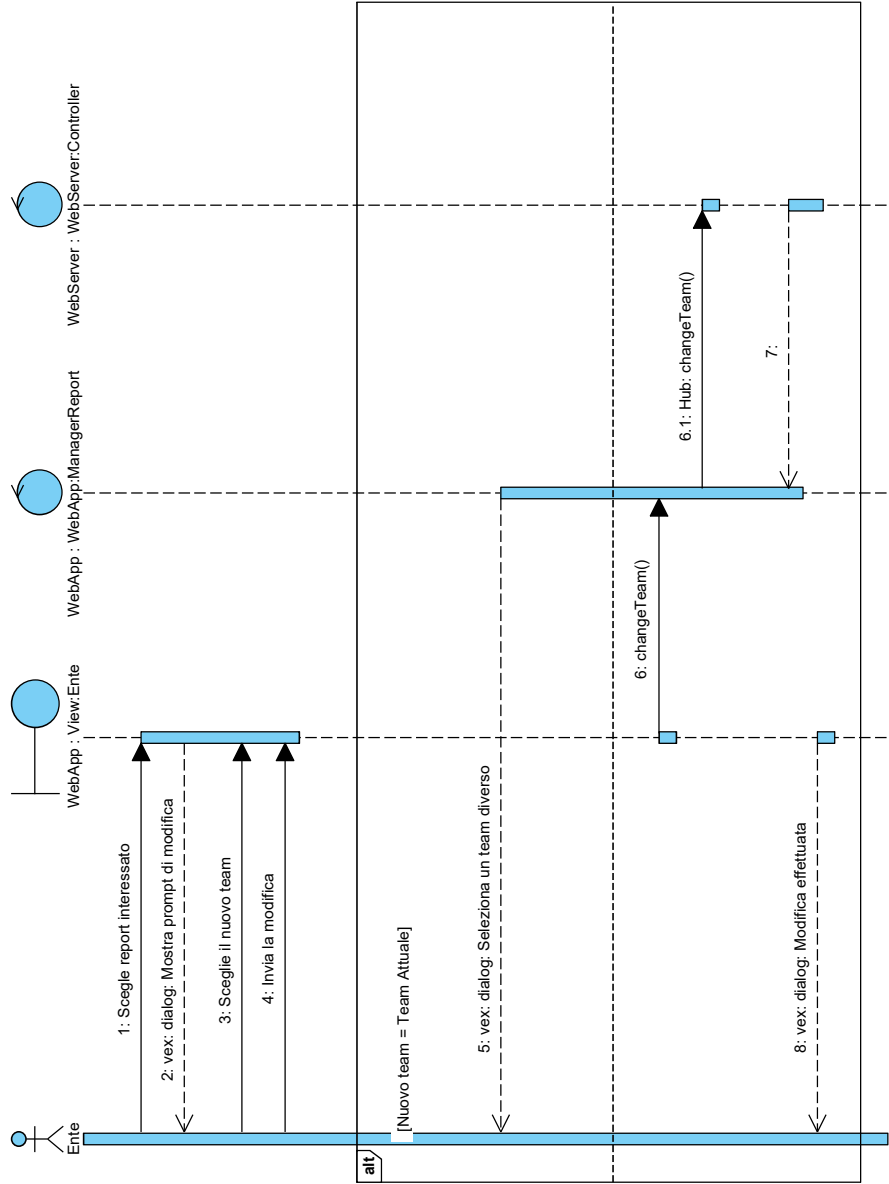 Ente
WebApp : View:Ente
WebApp : WebApp:ManagerReport
WebServer : WebServer:Controller
1: Scegle report interessato
2: vex: dialog: Mostra prompt di modifica
3: Sceglie il nuovo team
4: Invia la modifica
alt
[Nuovo team = Team Attuale]
5: vex: dialog: Seleziona un team diverso
6: changeTeam()
6.1: Hub: changeTeam()
7:
8: vex: dialog: Modifica effettuata